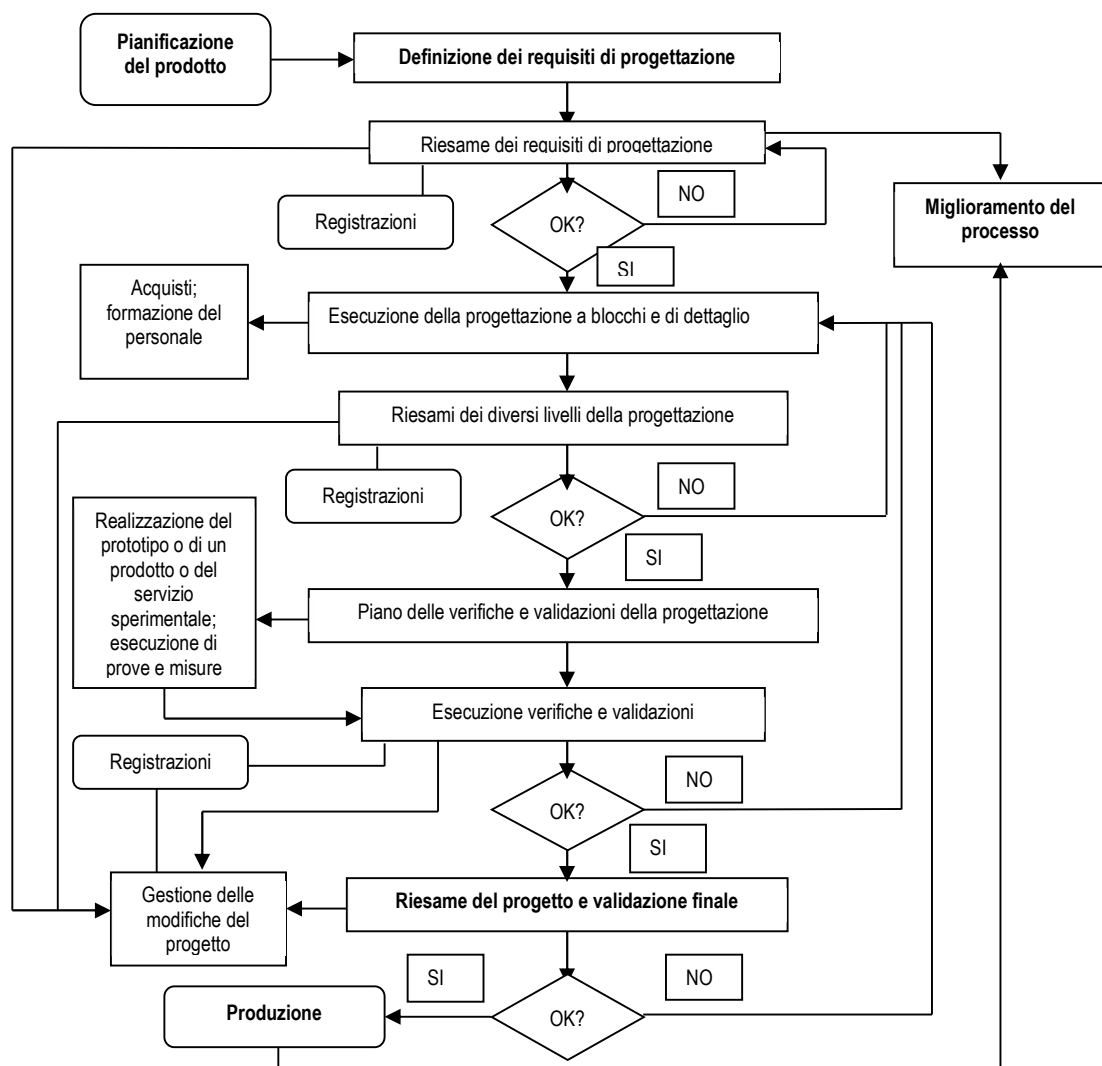 Pianificazione
del prodotto
Definizione dei requisiti di progettazione
Riesame dei requisiti di progettazione
Registrazioni
OK?
NO
SI
Miglioramento del
processo
Acquisti;
formazione del
personale
Esecuzione della progettazione a blocchi e di dettaglio
Riesami dei diversi livelli della progettazione
Registrazioni
OK?
NO
SI
Realizzazione del
prototipo o di un
prodotto o del
servizio
sperimentale;
esecuzione di
prove e misure
Piano delle verifiche e validazioni della progettazione
Esecuzione verifiche e validazioni
Registrazioni
OK?
NO
SI
Gestione delle
modifiche del
progetto
Riesame del progetto e validazione finale
SI
NO
OK?
Produzione